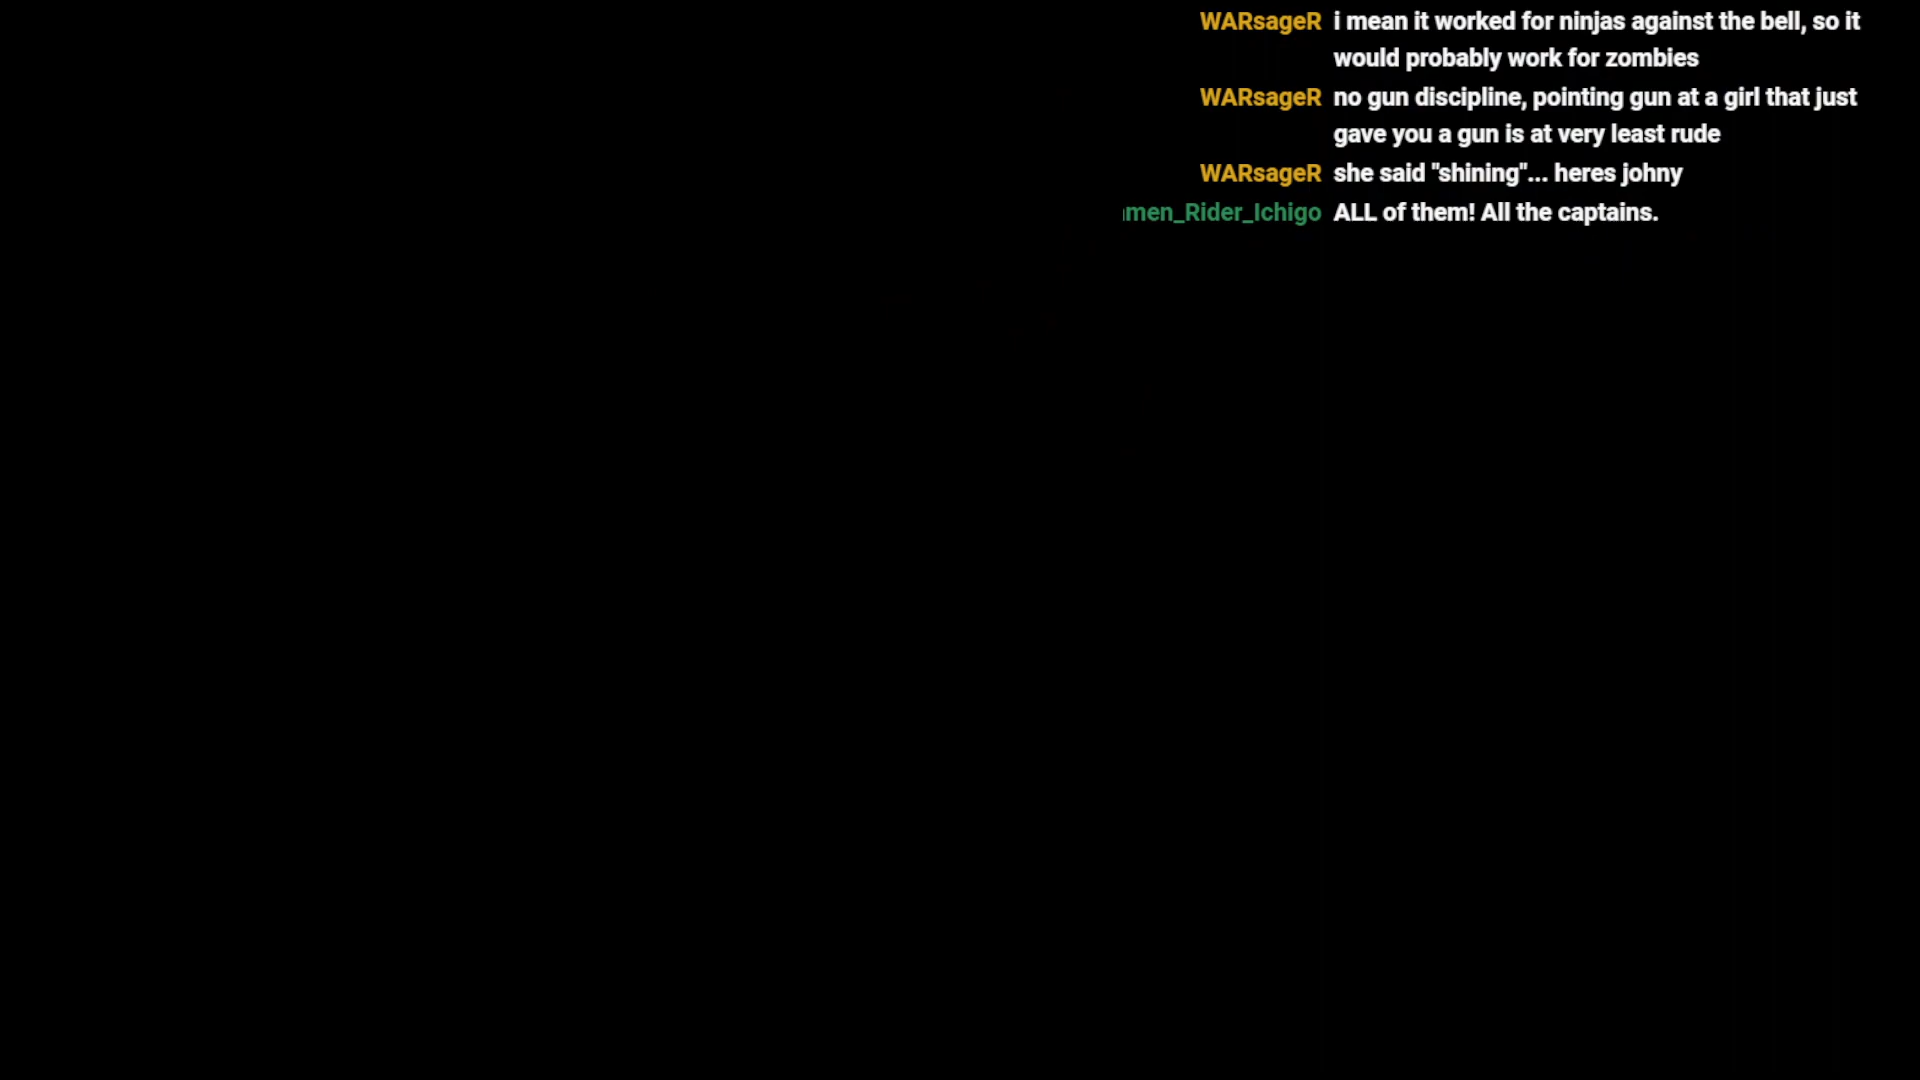 WARsageR i mean it worked for ninjas against the bell, so it
would probably work for zombies
WARsageR no gun discipline, pointing gun at a girl that just
gave you a gun is at very least rude
WARsageR she said "shining"... heres johny
men_Rider_Ichigo ALL of them! All the captains.